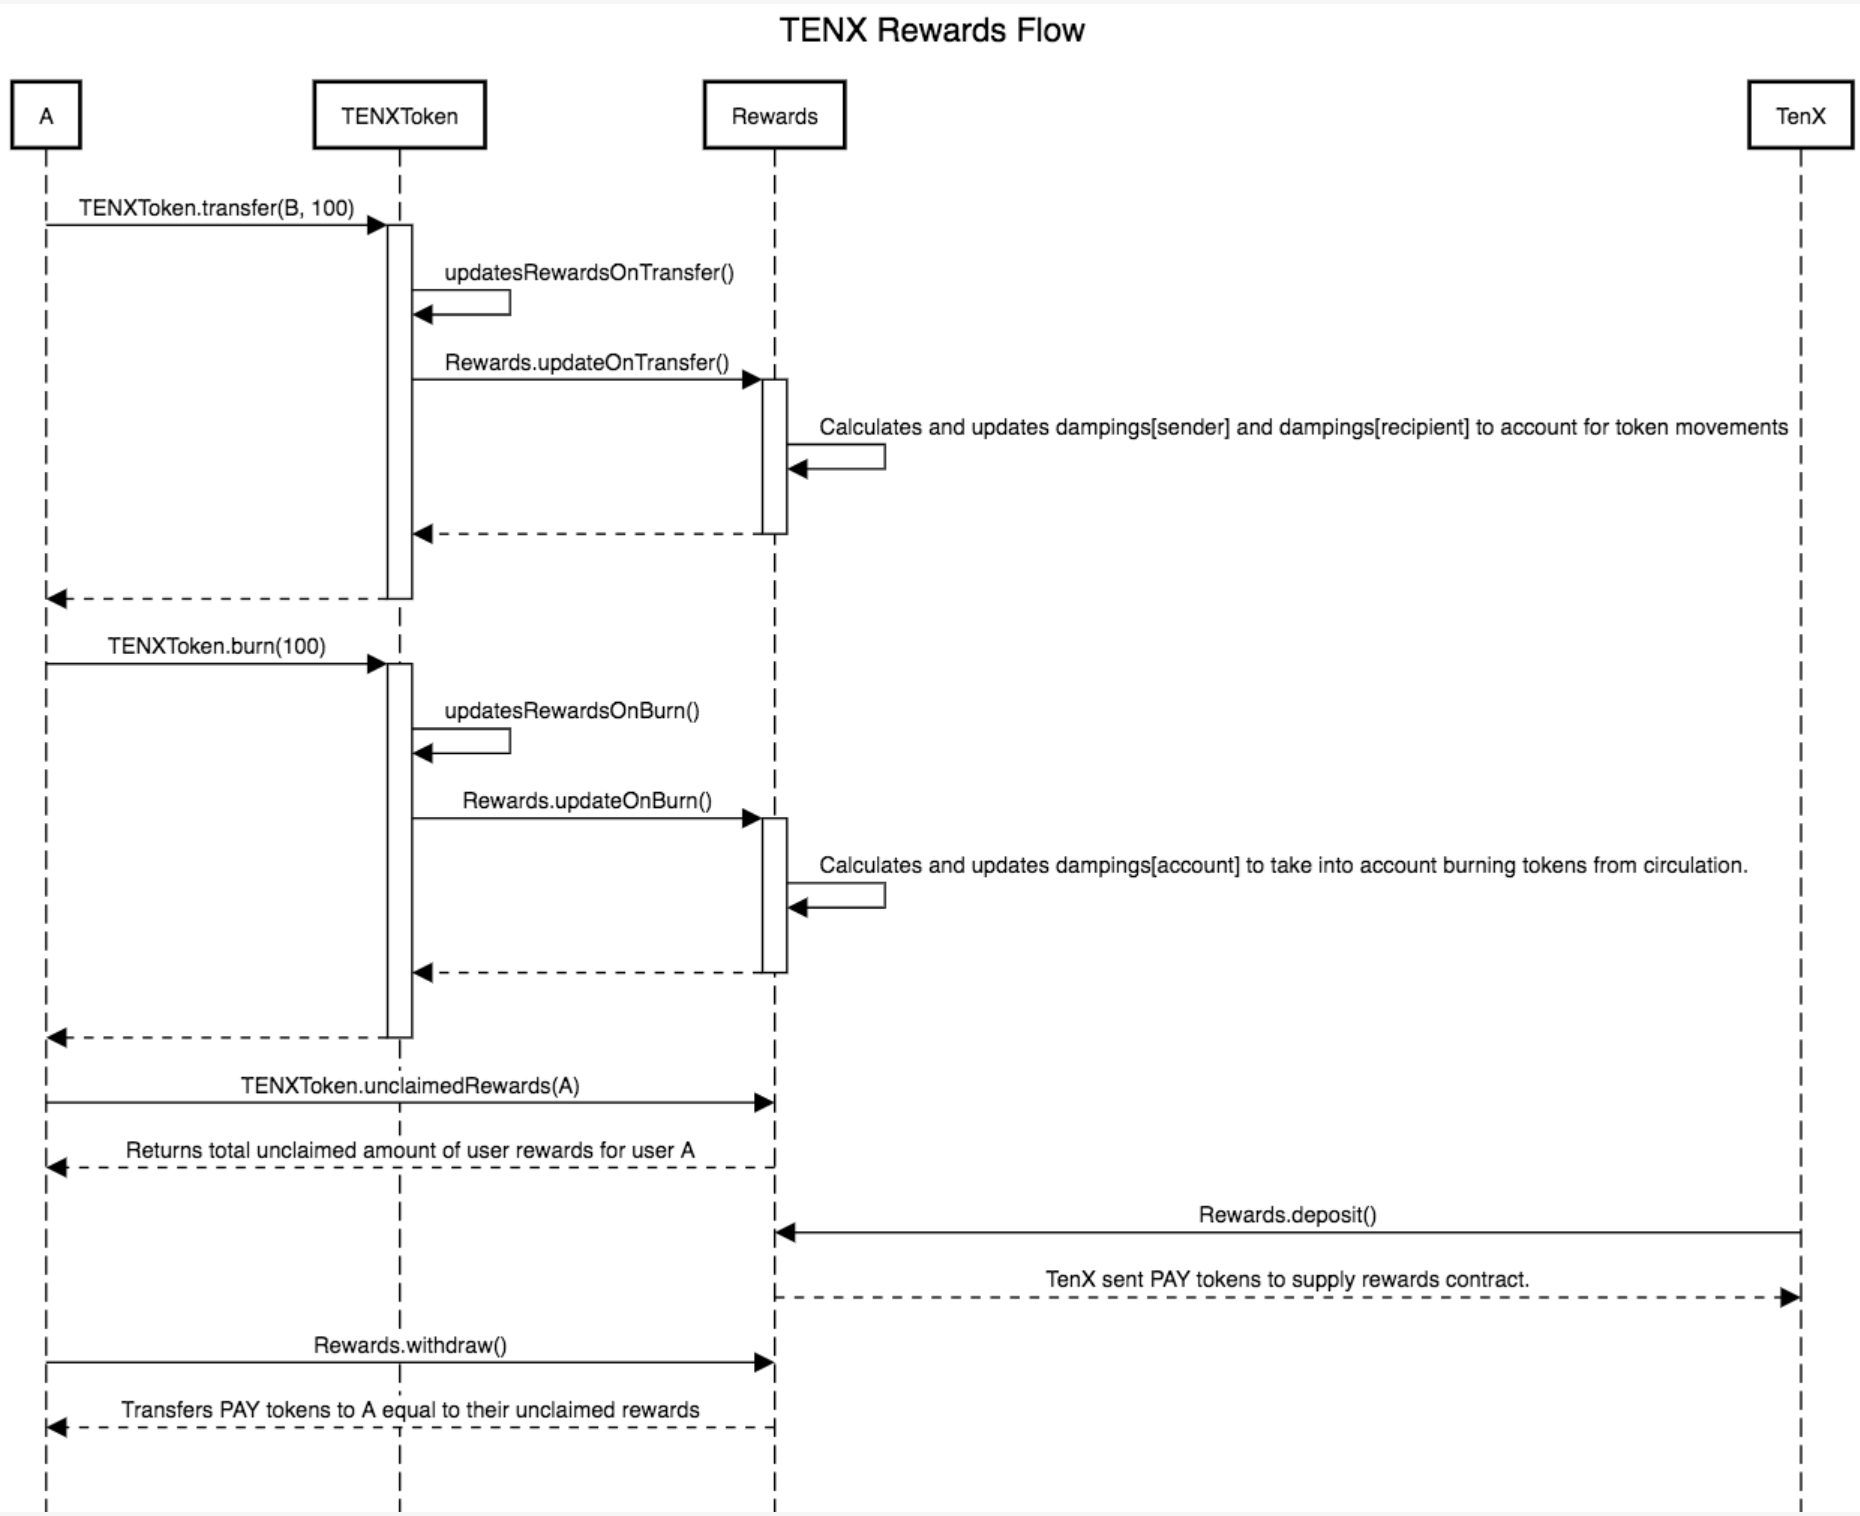 TENX Rewards Flow
A
TENXToken
Rewards
TenX
TENXToken.transfer(B, 100)
updatesRewardsOnTransfer()
Rewards.updateOnTransfer()
Calculates and updates dampings[sender] and dampings[recipient] to account for token movements
TENXToken.burn(100)
updatesRewardsOnBurn()
Rewards.updateOnBurn()
Calculates and updates dampings[account] to take into account burning tokens from circulation.
TENXToken.unclaimedRewards(A)
Returns total unclaimed amount of user rewards for user A
Rewards.deposit()
TenX sent PAY tokens to supply rewards contract.
Rewards.withdraw()
Transfers PAY tokens to A equal to their unclaimed rewards